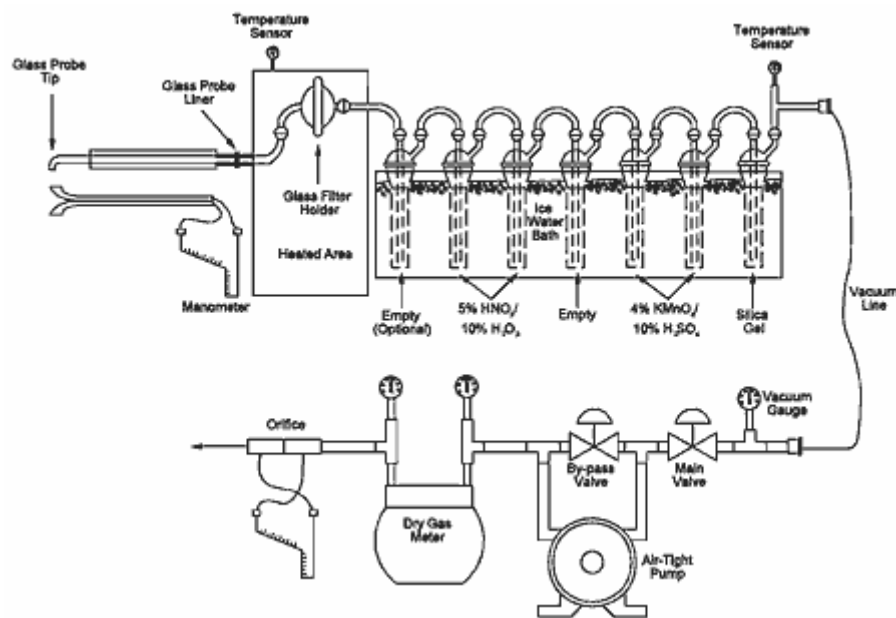 Temperature
Sensor
Temperature
Sensor
Glass Probe
Tip
Glass Probe
Liner
Glass Filter
Holder
Heated Area
Ice
Water
Bath
Manometer
Empty
(Optional)
5% HNO₃/
10% H₂O₂
Empty
4% KMnO₄/
10% H₂SO₄
Silica
Gel
Vacuum
Line
Vacuum
Gauge
Orifice
By-pass
Valve
Main
Valve
Dry Gas
Meter
Air-Tight
Pump